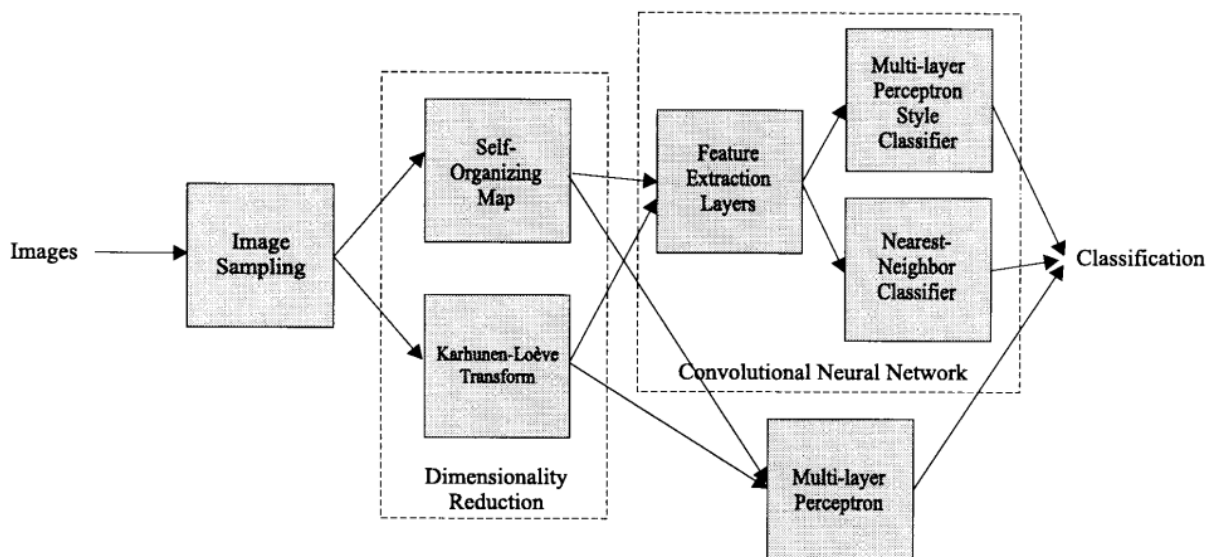 Images
Image
Sampling
Self-
Organizing
Map
Karhunen-Loève
Transform
Dimensionality
Reduction
Feature
Extraction
Layers
Multi-layer
Perceptron
Style
Classifier
Nearest-
Neighbor
Classifier
Convolutional Neural Network
Multi-layer
Perceptron
Classification